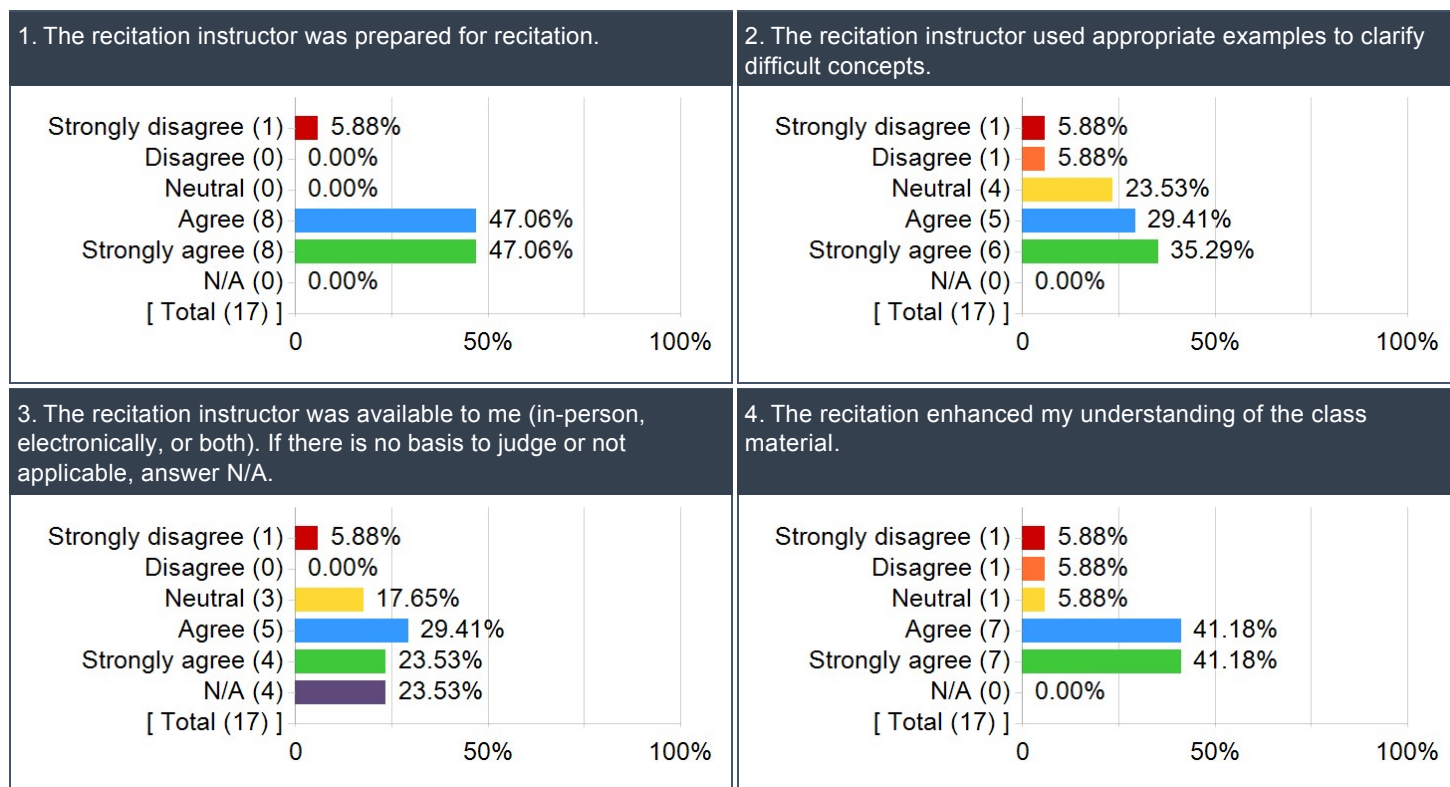 1. The recitation instructor was prepared for recitation.
Strongly disagree (1) 5.88%
Disagree (0) 0.00%
Neutral (0) 0.00%
Agree (8) 47.06%
Strongly agree (8) 47.06%
N/A (0) 0.00%
[ Total (17) ]
0 50% 100%
2. The recitation instructor used appropriate examples to clarify
difficult concepts.
Strongly disagree (1) 5.88%
Disagree (1) 5.88%
Neutral (4) 23.53%
Agree (5) 29.41%
Strongly agree (6) 35.29%
N/A (0) 0.00%
[ Total (17) ]
0 50% 100%
3. The recitation instructor was available to me (in-person,
electronically, or both). If there is no basis to judge or not
applicable, answer N/A.
Strongly disagree (1) 5.88%
Disagree (0) 0.00%
Neutral (3) 17.65%
Agree (5) 29.41%
Strongly agree (4) 23.53%
N/A (4) 23.53%
[ Total (17) ]
0 50% 100%
4. The recitation enhanced my understanding of the class
material.
Strongly disagree (1) 5.88%
Disagree (1) 5.88%
Neutral (1) 5.88%
Agree (7) 41.18%
Strongly agree (7) 41.18%
N/A (0) 0.00%
[ Total (17) ]
0 50% 100%